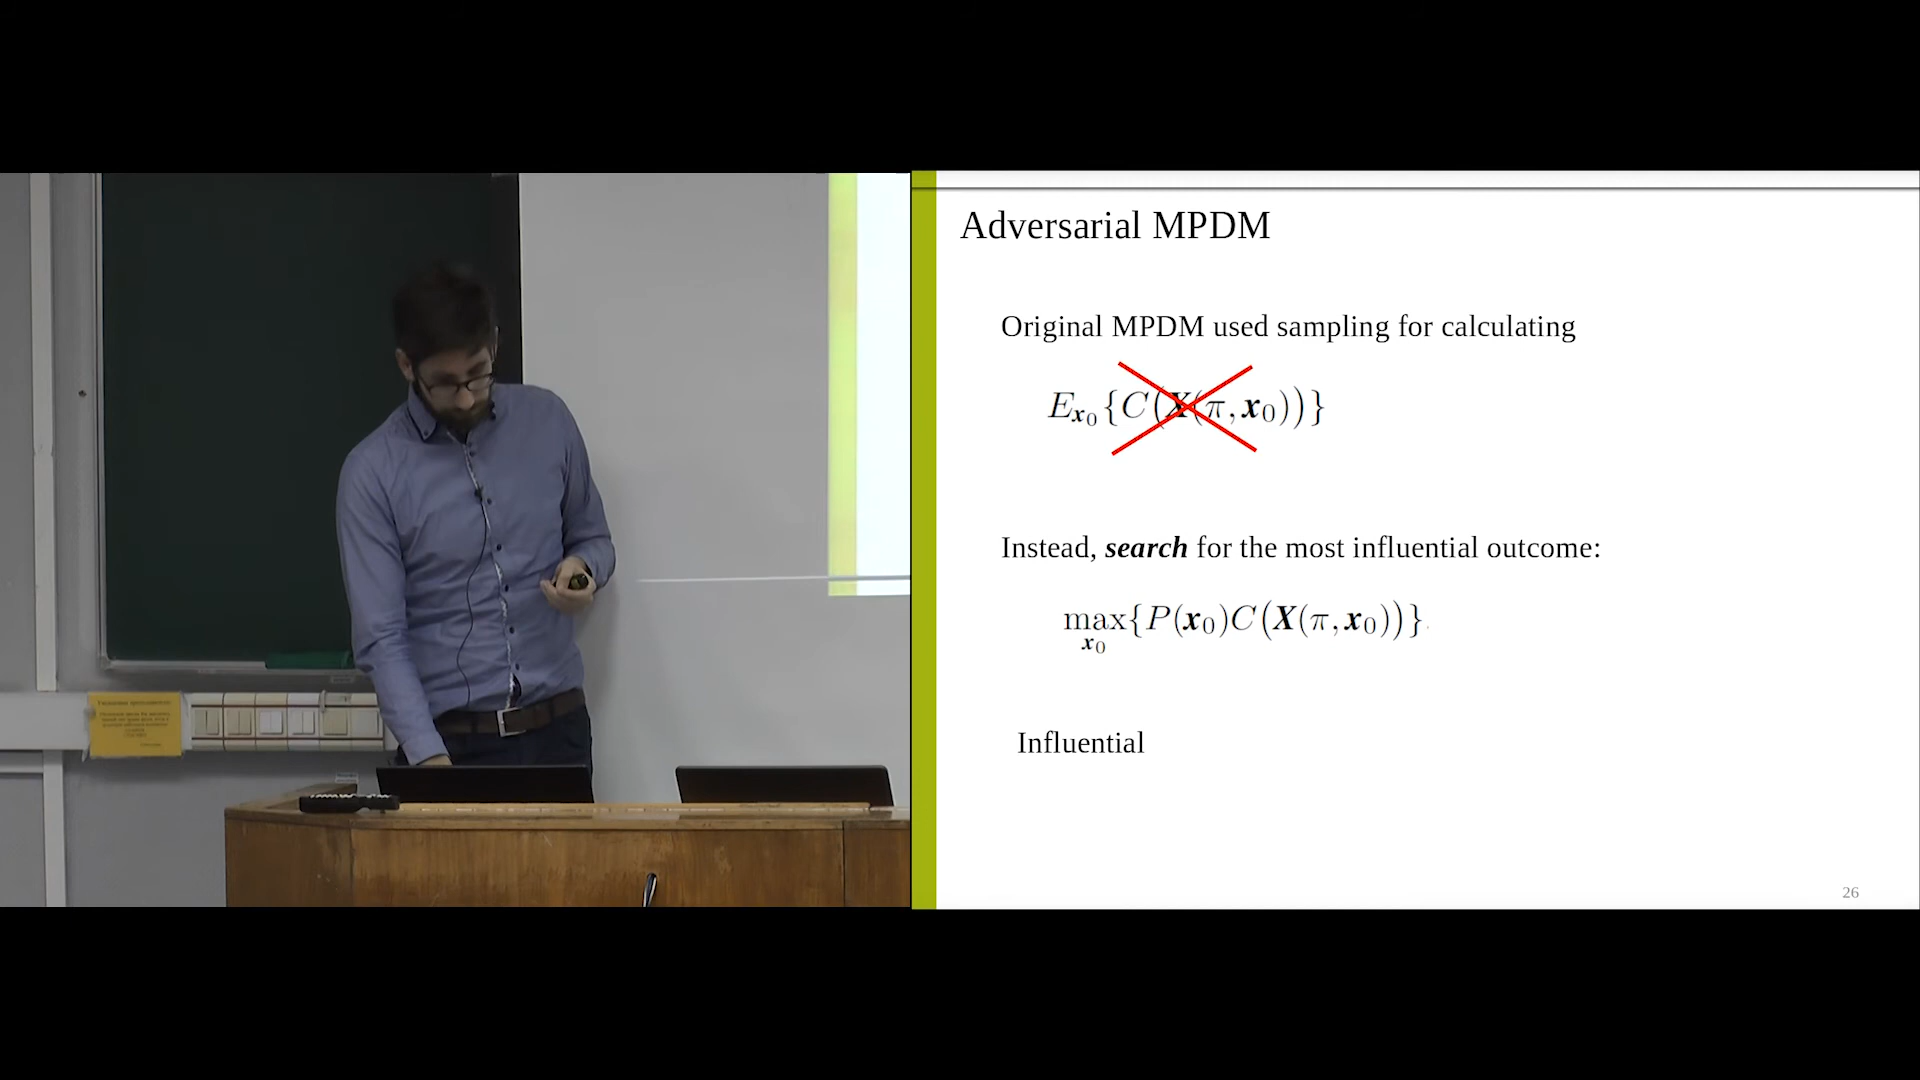 Adversarial MPDM
Original MPDM used sampling for calculating
E_{x_0}{C(X(π, x_0))}
Instead, search for the most influential outcome:
max_{x_0}{P(x_0)C(X(π, x_0))}
Influential
26